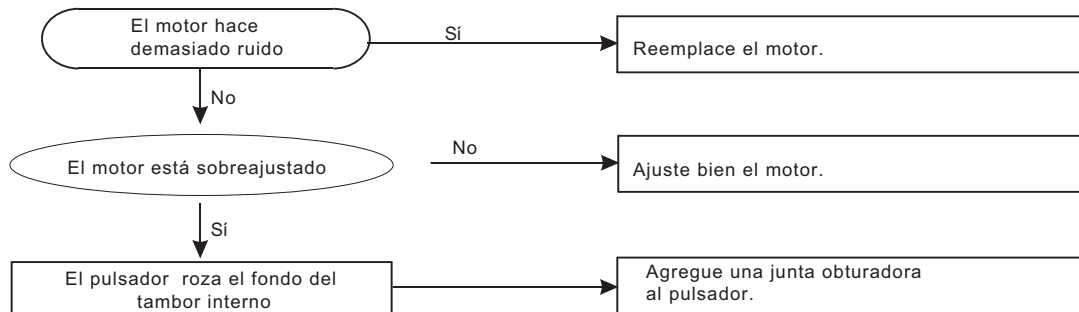 El motor hace
demasiado ruido
Sí
Reemplace el motor.
No
El motor está sobreajustado
No
Ajuste bien el motor.
Sí
El pulsador roza el fondo del
tambor interno
Agregue una junta obturadora
al pulsador.